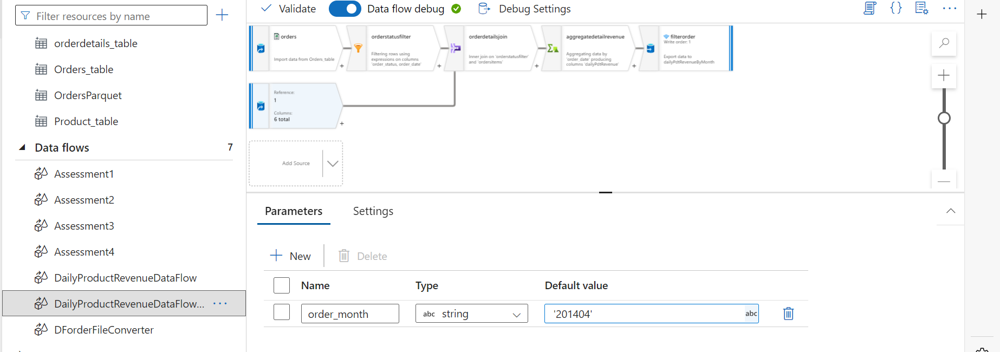 Filter resources by name
orderdetails_table
Orders_table
OrdersParquet
Product_table
Data flows 7
Assessment1
Assessment2
Assessment3
Assessment4
DailyProductRevenueDataFlow
DailyProductRevenueDataFlow...
DForderFileConverter
Validate Data flow debug Debug Settings
orders
Import data from Orders_table
orderstatusfilter
Filtering rows using
expressions on columns
'order_status, order_date'
orderdetailsjoin
Inner join on 'orderstatusfilter'
and 'ordersitems'
aggregatedetailrevenue
Aggregating data by
'order_date' producing
columns 'dailyPdtRevenue'
filterorder
Write order: 1
Export data to
dailyPdtRevenueByMonth
Reference:
1
Columns:
6 total
Add Source
Parameters Settings
New Delete
Name Type Default value
order_month abc string '201404' abc